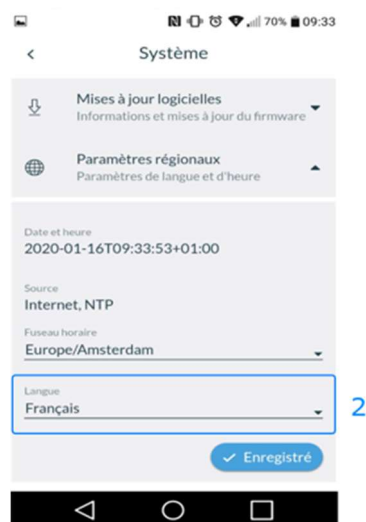 70% 09:33
Système
Mises à jour logicielles
Informations et mises à jour du firmware
Paramètres régionaux
Paramètres de langue et d'heure
Date et heure
2020-01-16T09:33:53+01:00
Source
Internet, NTP
Fuseau horaire
Europe/Amsterdam
Langue
Français
2
Enregistré